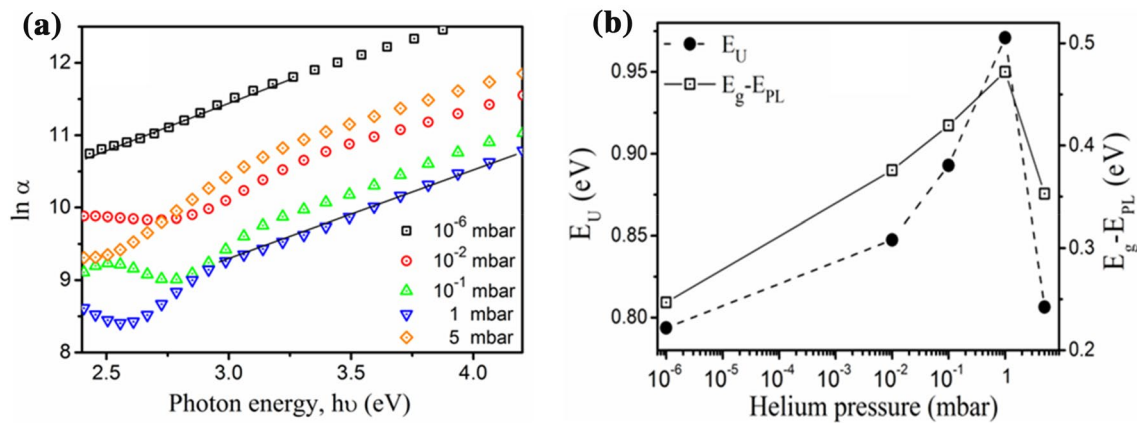 (a)
12
11
10
9
8
ln α
2.5
3.0
3.5
4.0
Photon energy, hυ (eV)
10⁻⁶ mbar
10⁻² mbar
10⁻¹ mbar
1 mbar
5 mbar
(b)
0.95
0.90
0.85
0.80
E_U (eV)
E_U
E_g-E_PL
0.5
0.4
0.3
0.2
E_g-E_PL (eV)
10⁻⁶
10⁻⁵
10⁻⁴
10⁻³
10⁻²
10⁻¹
1
Helium pressure (mbar)